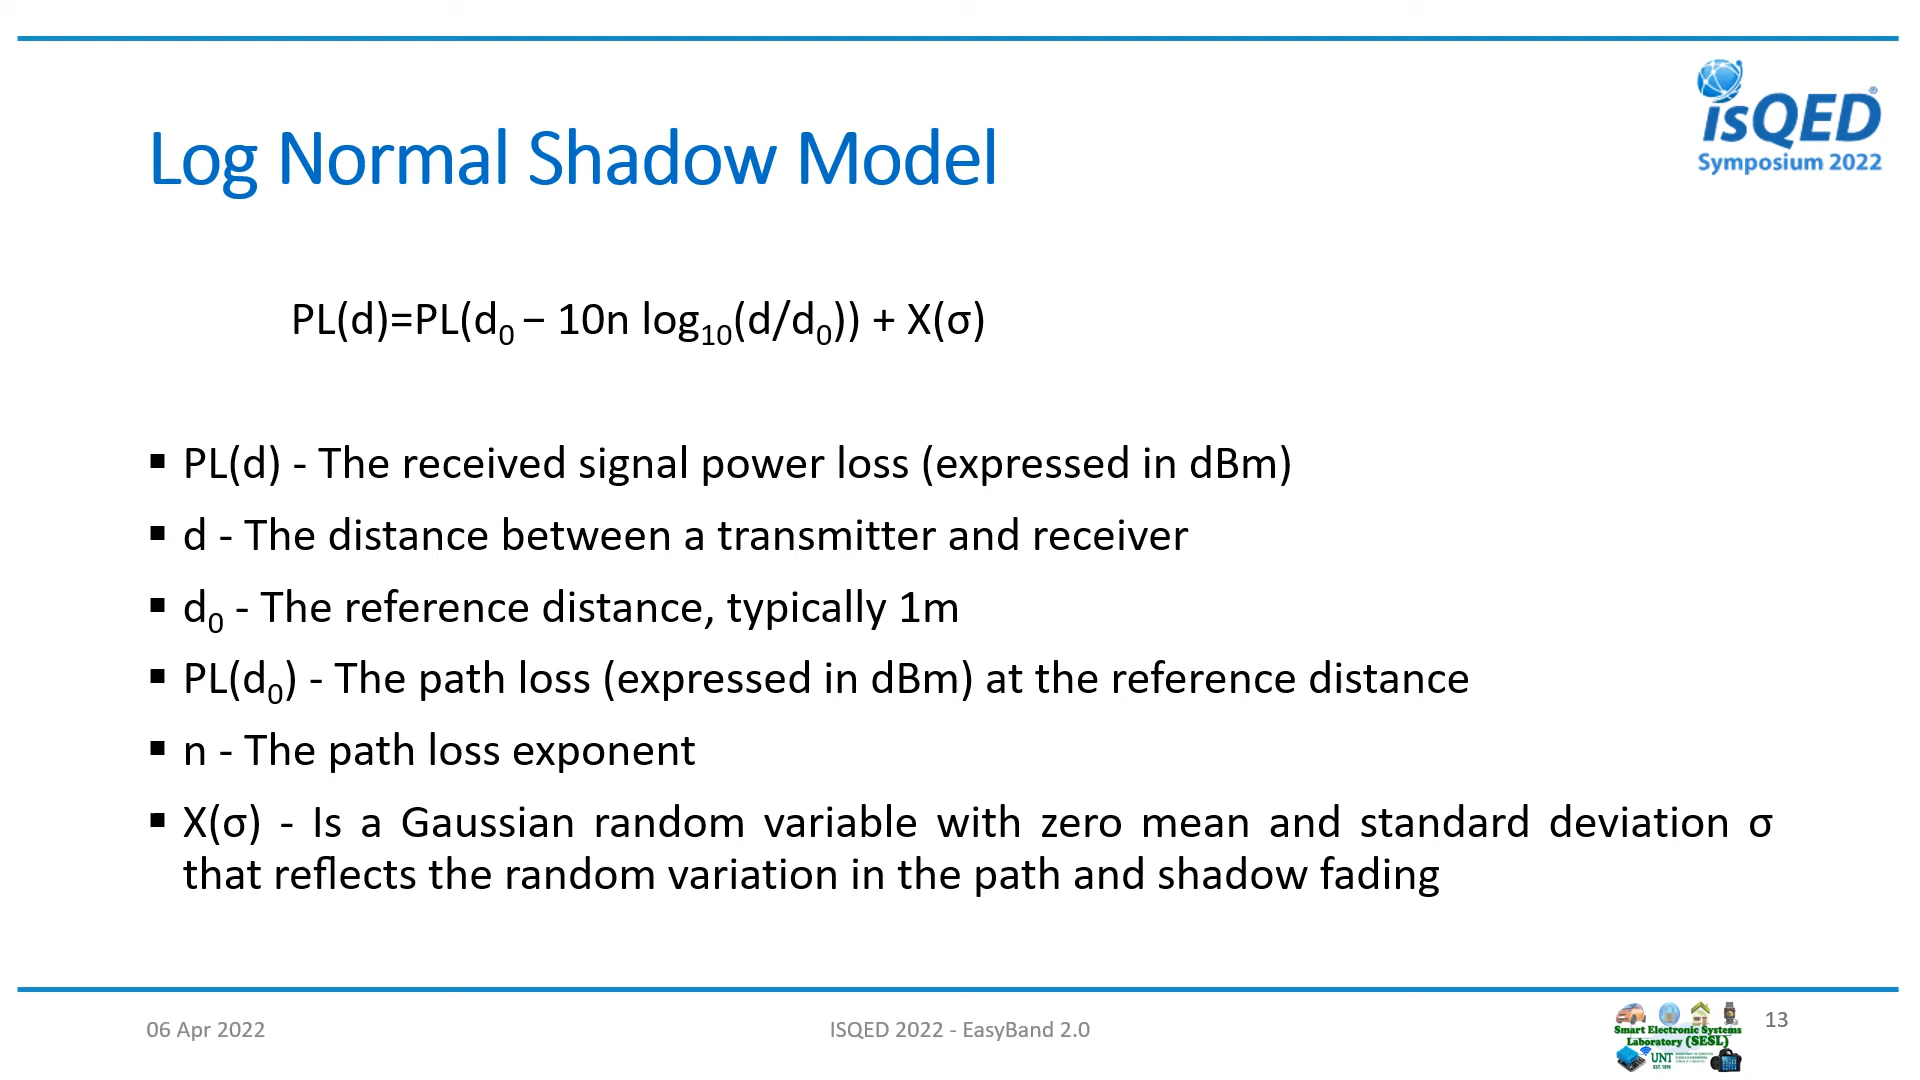 isQED®
Symposium 2022
Log Normal Shadow Model
PL(d)=PL(d₀ − 10n log₁₀(d/d₀)) + X(σ)
▪ PL(d) - The received signal power loss (expressed in dBm)
▪ d - The distance between a transmitter and receiver
▪ d₀ - The reference distance, typically 1m
▪ PL(d₀) - The path loss (expressed in dBm) at the reference distance
▪ n - The path loss exponent
▪ X(σ) - Is a Gaussian random variable with zero mean and standard deviation σ
that reflects the random variation in the path and shadow fading
06 Apr 2022
ISQED 2022 - EasyBand 2.0
Smart Electronic Systems
Laboratory (SESL)
UNT
EST. 1890
13